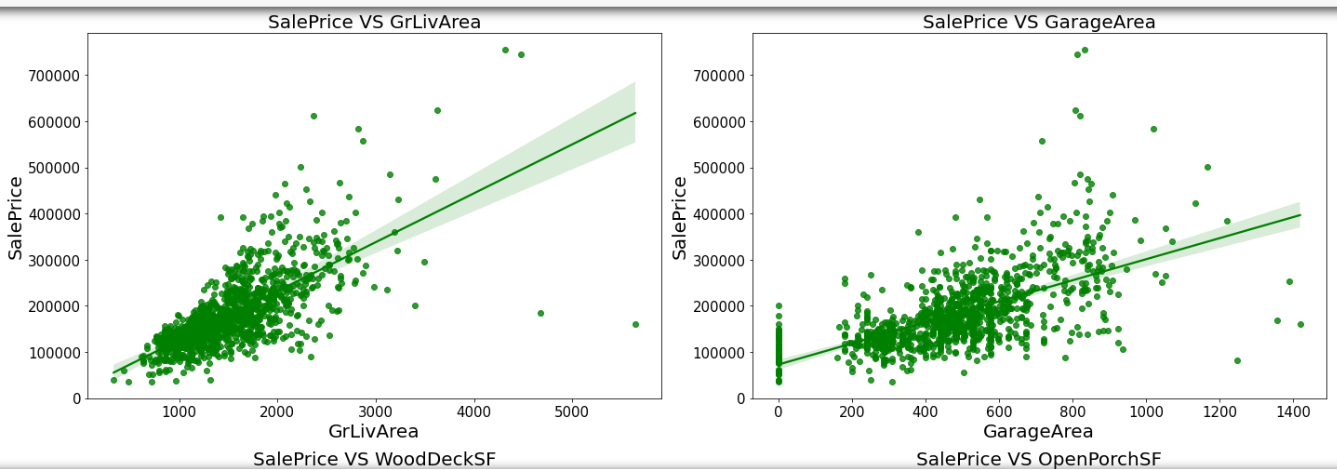 SalePrice VS GrLivArea
SalePrice
700000
600000
500000
400000
300000
200000
100000
0
1000 2000 3000 4000 5000
GrLivArea
SalePrice VS GarageArea
SalePrice
700000
600000
500000
400000
300000
200000
100000
0
0 200 400 600 800 1000 1200 1400
GarageArea
SalePrice VS WoodDeckSF
SalePrice VS OpenPorchSF